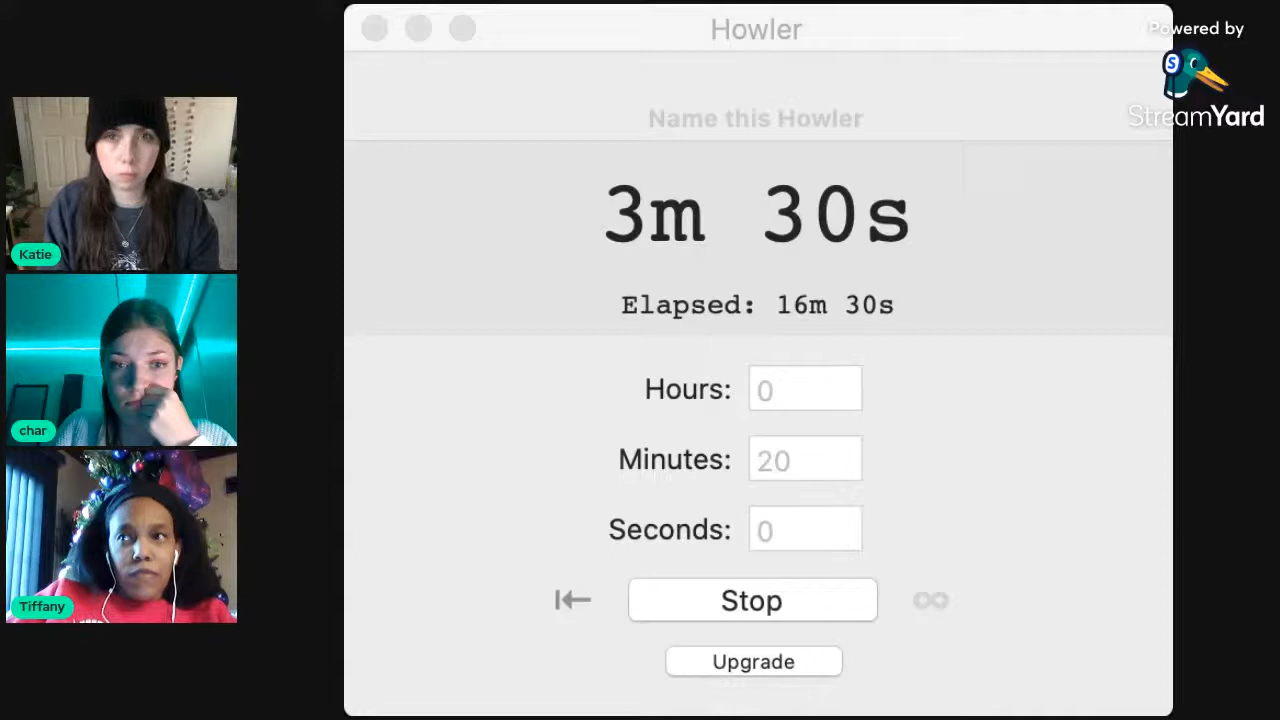 Howler
Powered by
StreamYard
Name this Howler
3m 30s
Elapsed: 16m 30s
Katie
Hours: 0
char
Minutes: 20
Seconds: 0
Tiffany
Stop
Upgrade